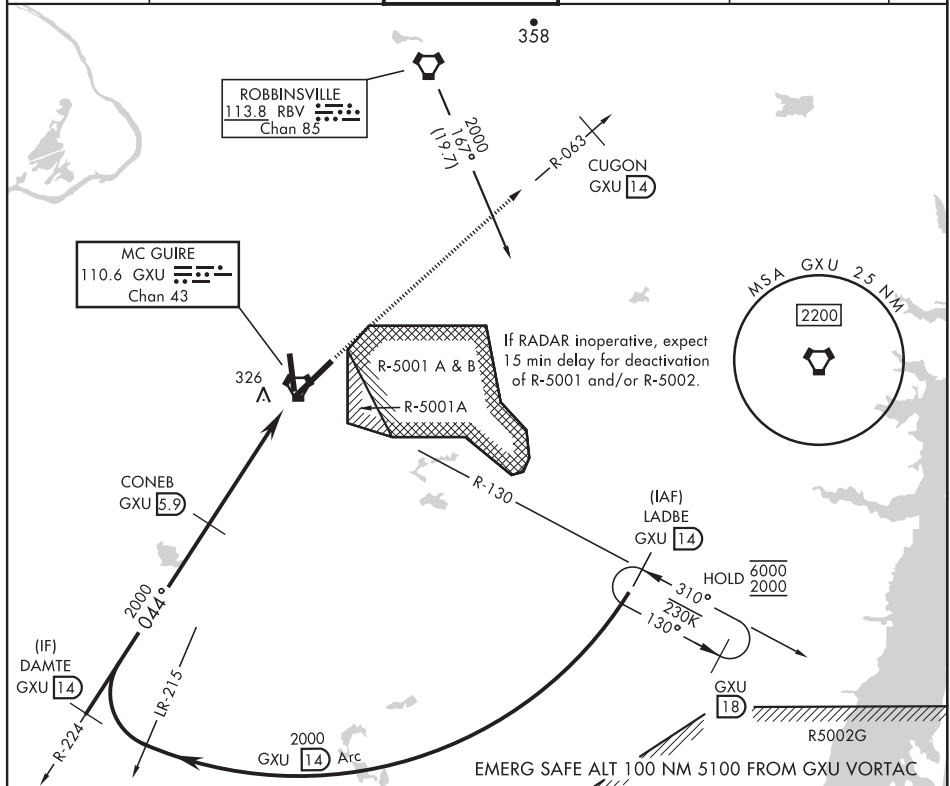 358
ROBBINSVILLE
113.8 RBV
Chan 85
2000
167°
(19.7)
R-063
CUGON
GXU 14
MC GUIRE
110.6 GXU
Chan 43
MSA GXU 25 NM
2200
If RADAR inoperative, expect
15 min delay for deactivation
of R-5001 and/or R-5002.
R-5001 A & B
R-5001A
326
R-130
CONEB
GXU 5.9
(IAF)
LADBE
GXU 14
HOLD 6000
2000
310°
230K
130°
2000
044°
(IF)
DAMTE
GXU 14
R-224
LR-215
GXU
18
R5002G
2000
GXU 14 Arc
EMERG SAFE ALT 100 NM 5100 FROM GXU VORTAC